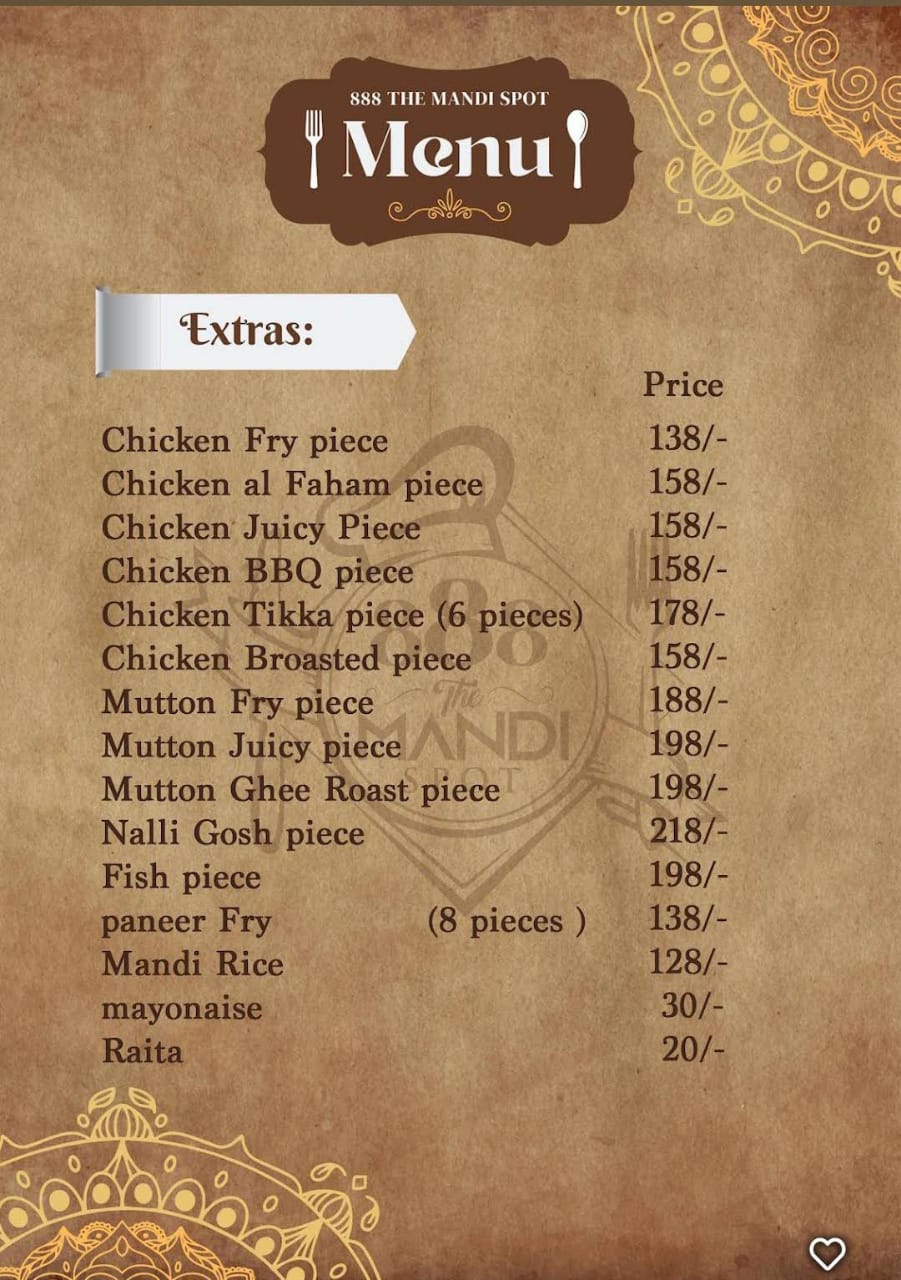 888 THE MANDI SPOT
Menu
Extras:
Price
Chicken Fry piece 138/-
Chicken al Faham piece 158/-
Chicken Juicy Piece 158/-
Chicken BBQ piece 158/-
Chicken Tikka piece (6 pieces) 178/-
Chicken Broasted piece 158/-
Mutton Fry piece 188/-
Mutton Juicy piece 198/-
Mutton Ghee Roast piece 198/-
Nalli Gosh piece 218/-
Fish piece 198/-
paneer Fry (8 pieces ) 138/-
Mandi Rice 128/-
mayonaise 30/-
Raita 20/-
888
The
MANDI
SPOT